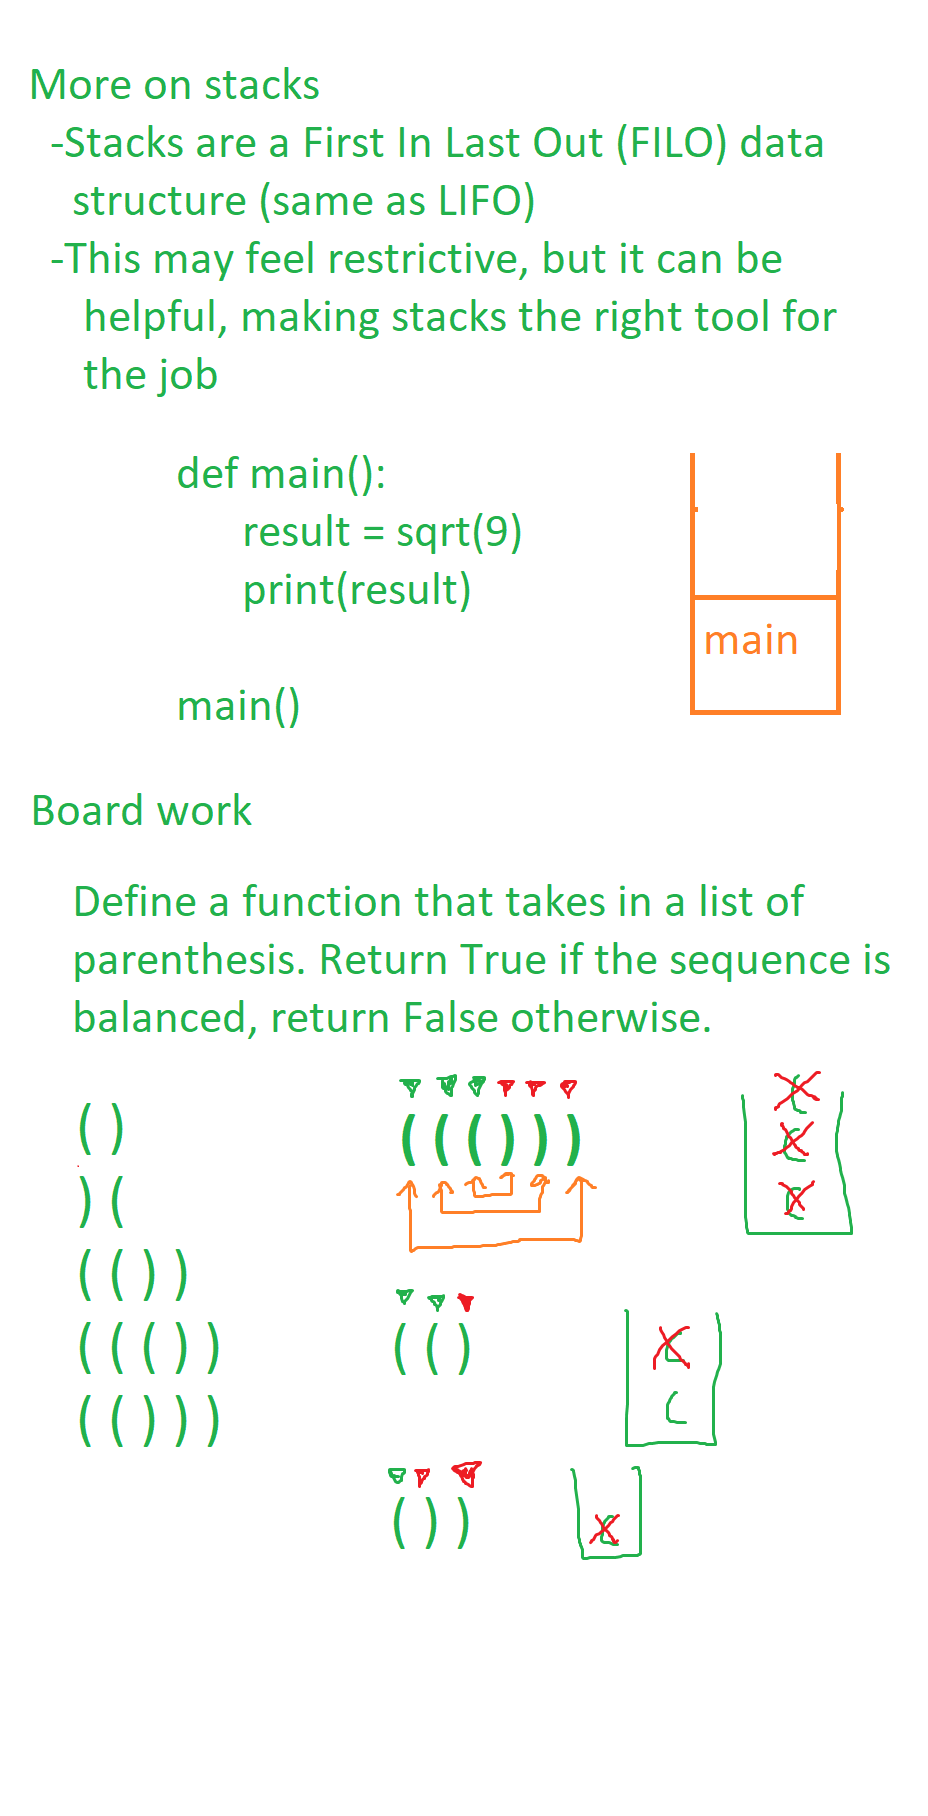 More on stacks
-Stacks are a First In Last Out (FILO) data
structure (same as LIFO)
-This may feel restrictive, but it can be
helpful, making stacks the right tool for
the job
def main():
result = sqrt(9)
print(result)
main()
main
Board work
Define a function that takes in a list of
parenthesis. Return True if the sequence is
balanced, return False otherwise.
( )
) (
( ( ) )
( ( ( ) )
( ( ) ) )
( ( ( ) ) )
(
(
(
( ( )
(
(
( ) )
(